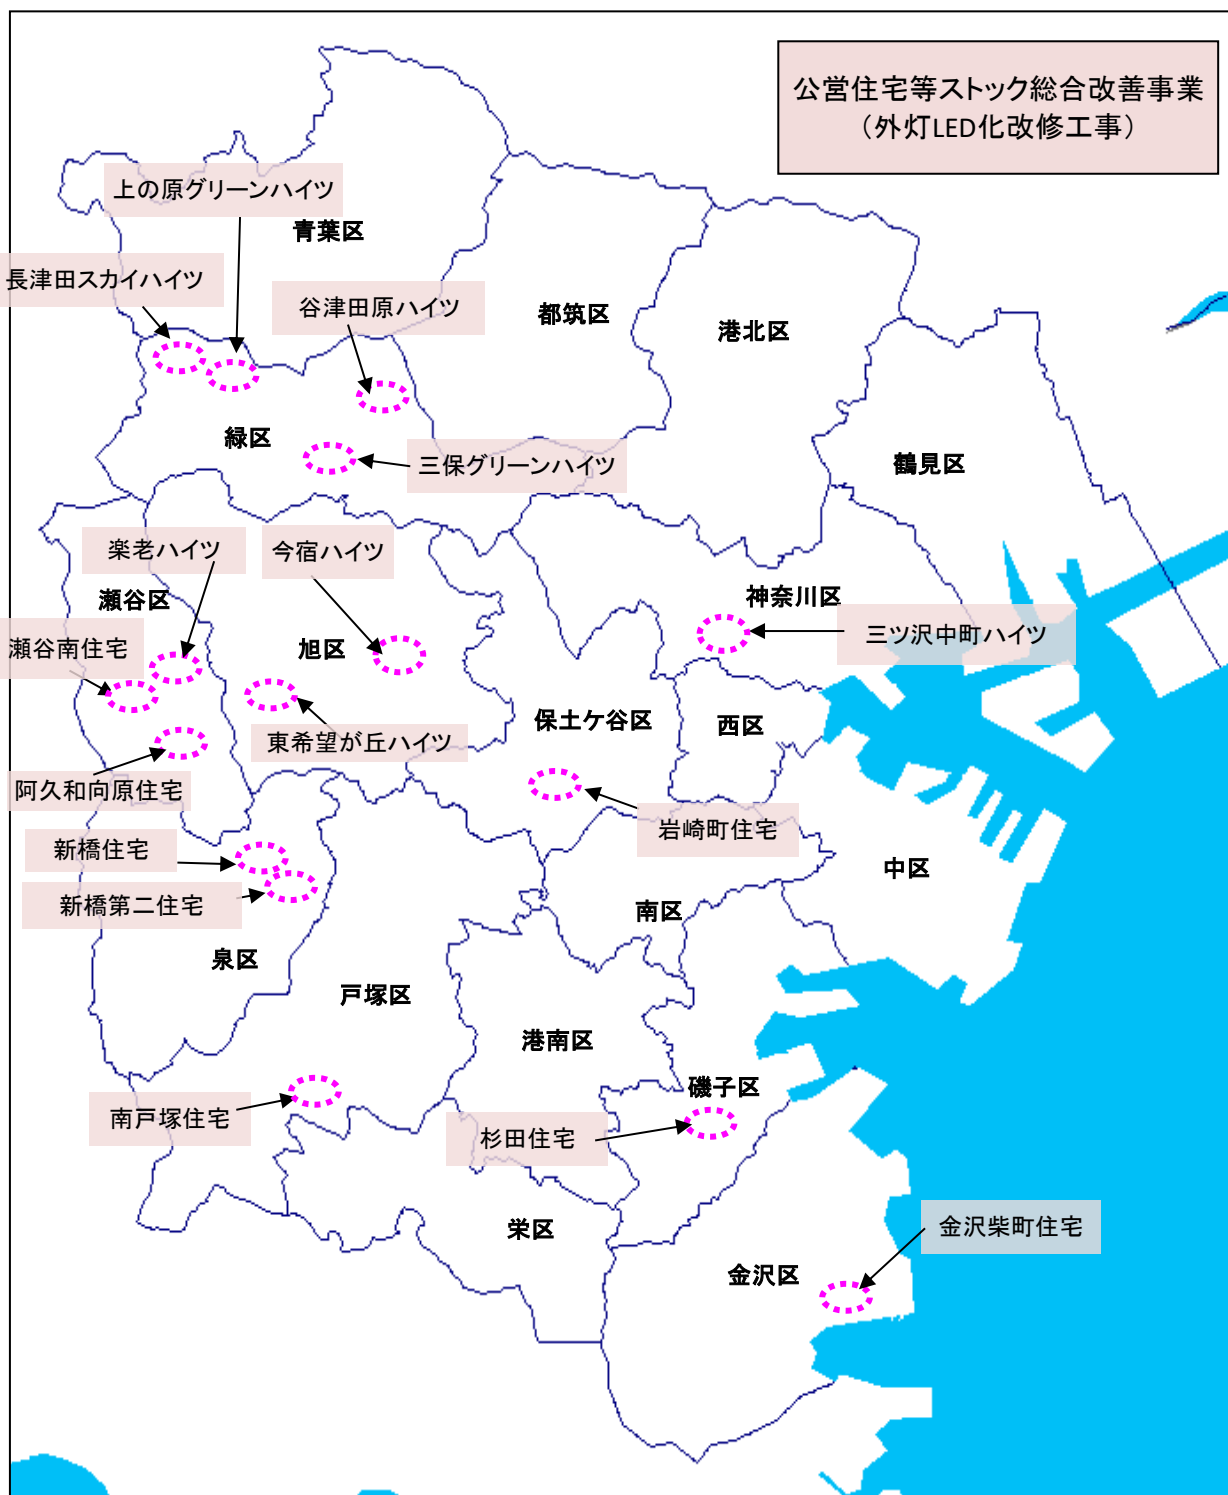 公営住宅等ストック総合改善事業
（外灯LED化改修工事）
上の原グリーンハイツ
青葉区
長津田スカイハイツ
谷津田原ハイツ
都筑区
港北区
緑区
三保グリーンハイツ
鶴見区
楽老ハイツ
今宿ハイツ
瀬谷区
神奈川区
瀬谷南住宅
旭区
三ツ沢中町ハイツ
保土ケ谷区
西区
東希望が丘ハイツ
阿久和向原住宅
岩崎町住宅
新橋住宅
中区
新橋第二住宅
南区
泉区
戸塚区
港南区
磯子区
南戸塚住宅
杉田住宅
栄区
金沢柴町住宅
金沢区